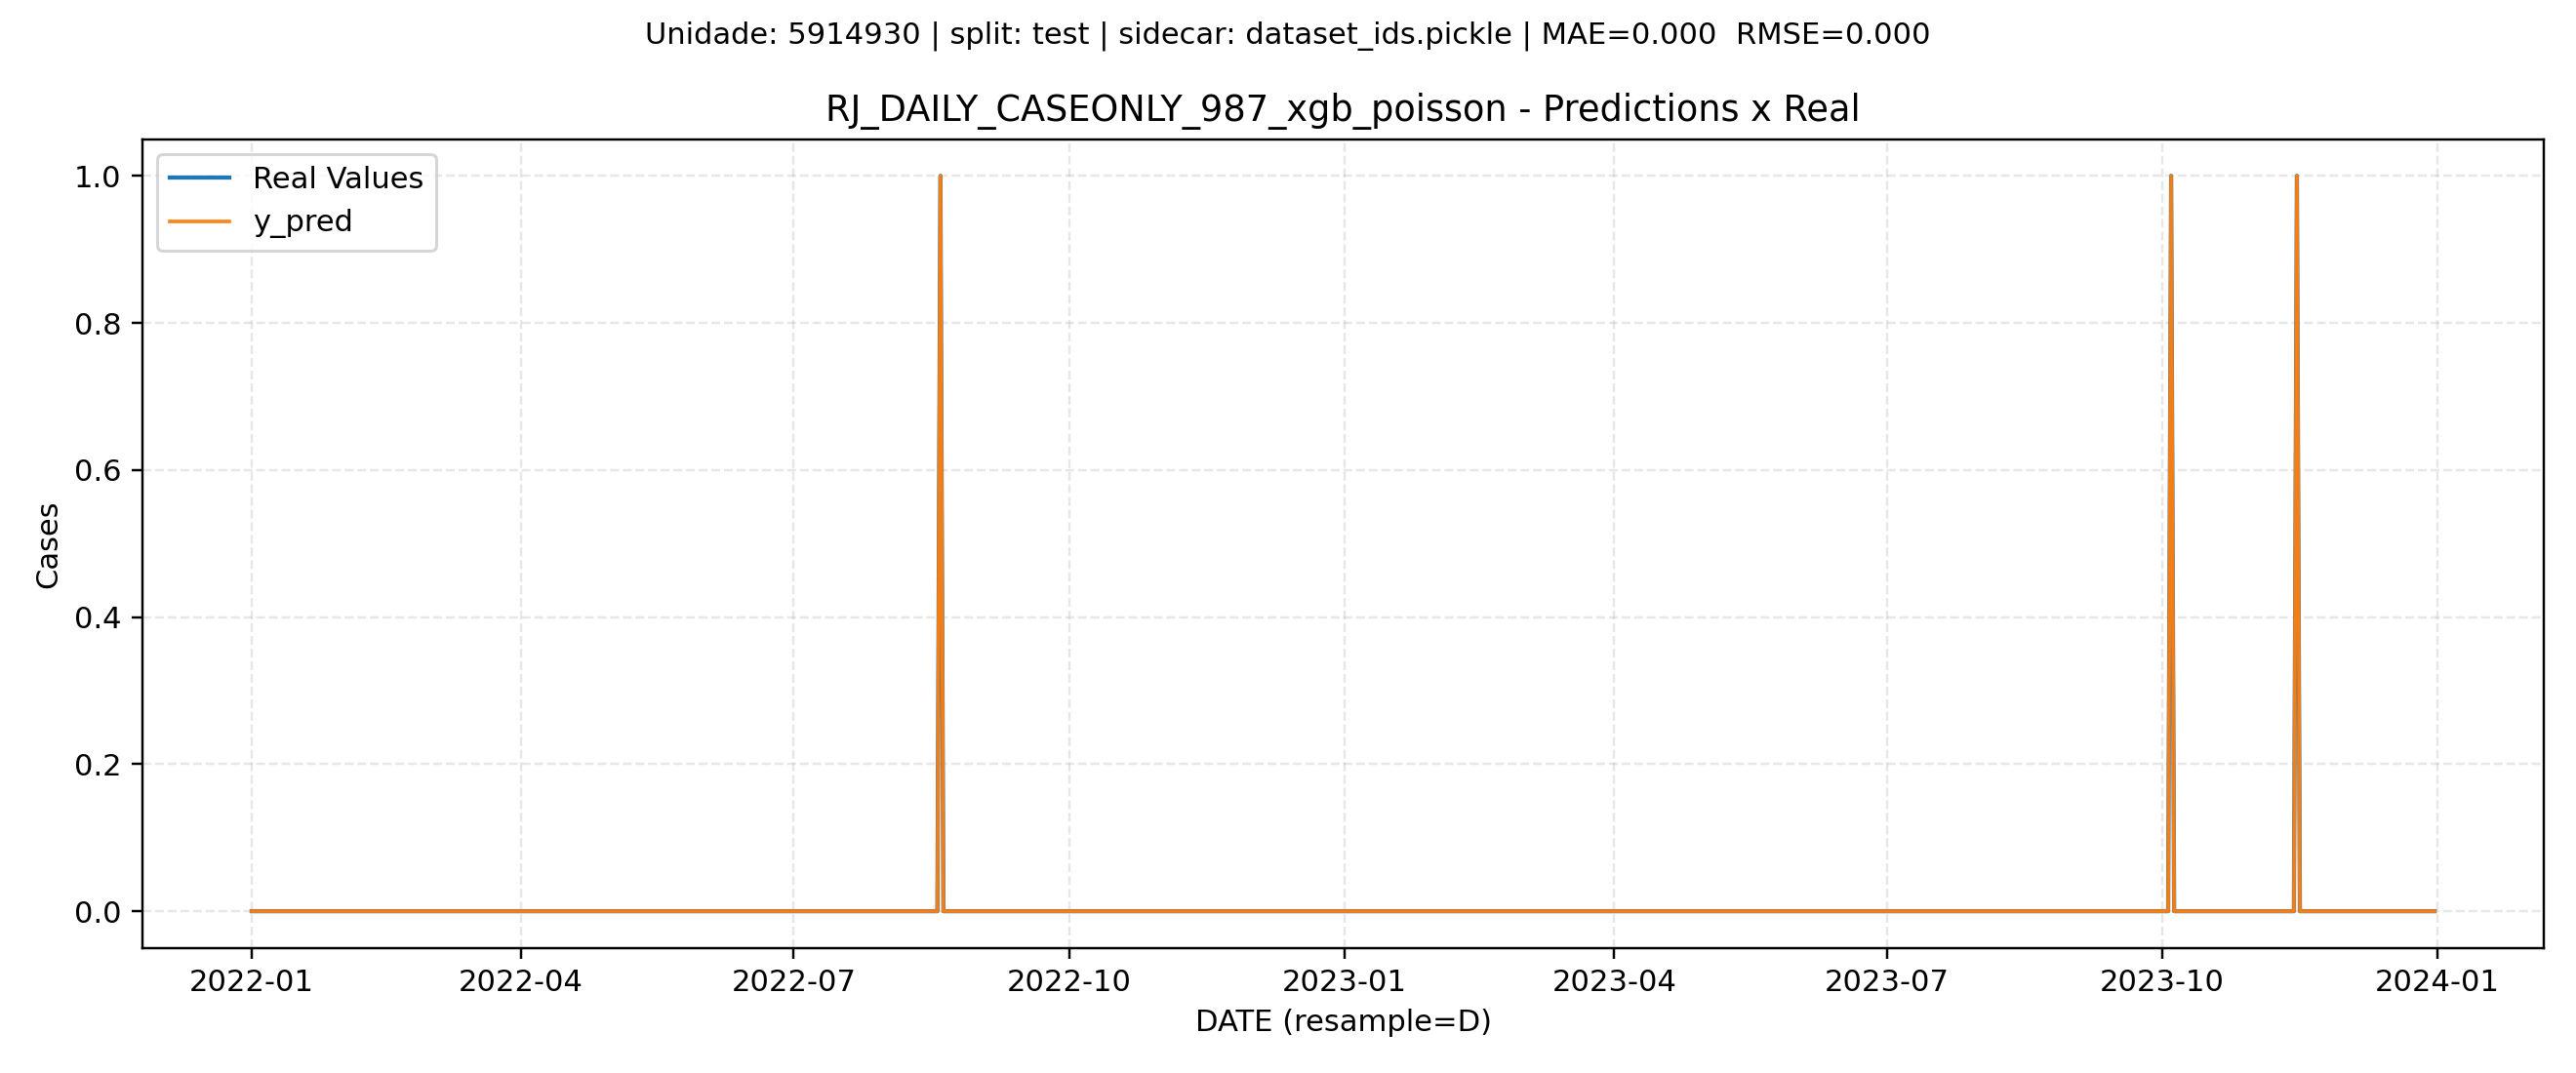 Unidade: 5914930 | split: test | sidecar: dataset_ids.pickle | MAE=0.000  RMSE=0.000
RJ_DAILY_CASEONLY_987_xgb_poisson - Predictions x Real
Real Values
y_pred
1.0
0.8
0.6
0.4
0.2
0.0
Cases
2022-01 2022-04 2022-07 2022-10 2023-01 2023-04 2023-07 2023-10 2024-01
DATE (resample=D)